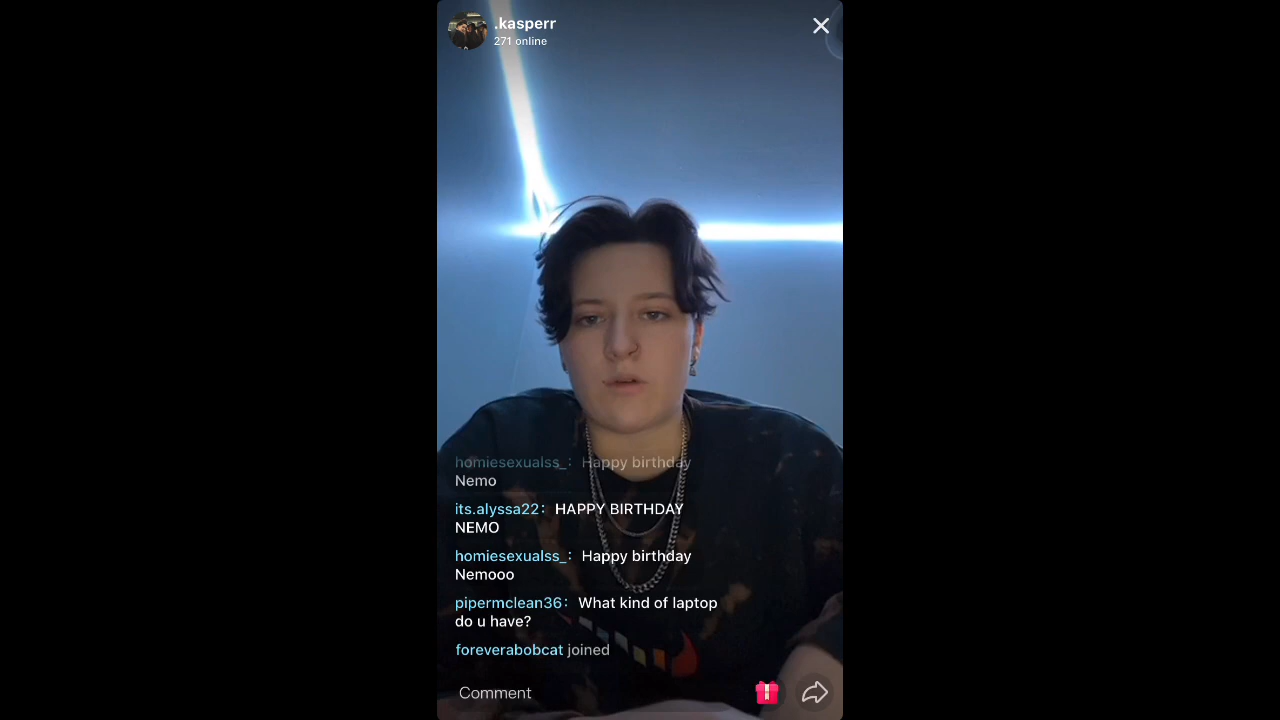 .kasperr
271 online
homiesexualss_: Happy birthday
Nemo
its.alyssa22: HAPPY BIRTHDAY
NEMO
homiesexualss_: Happy birthday
Nemooo
pipermclean36: What kind of laptop
do u have?
foreverabobcat joined
Comment